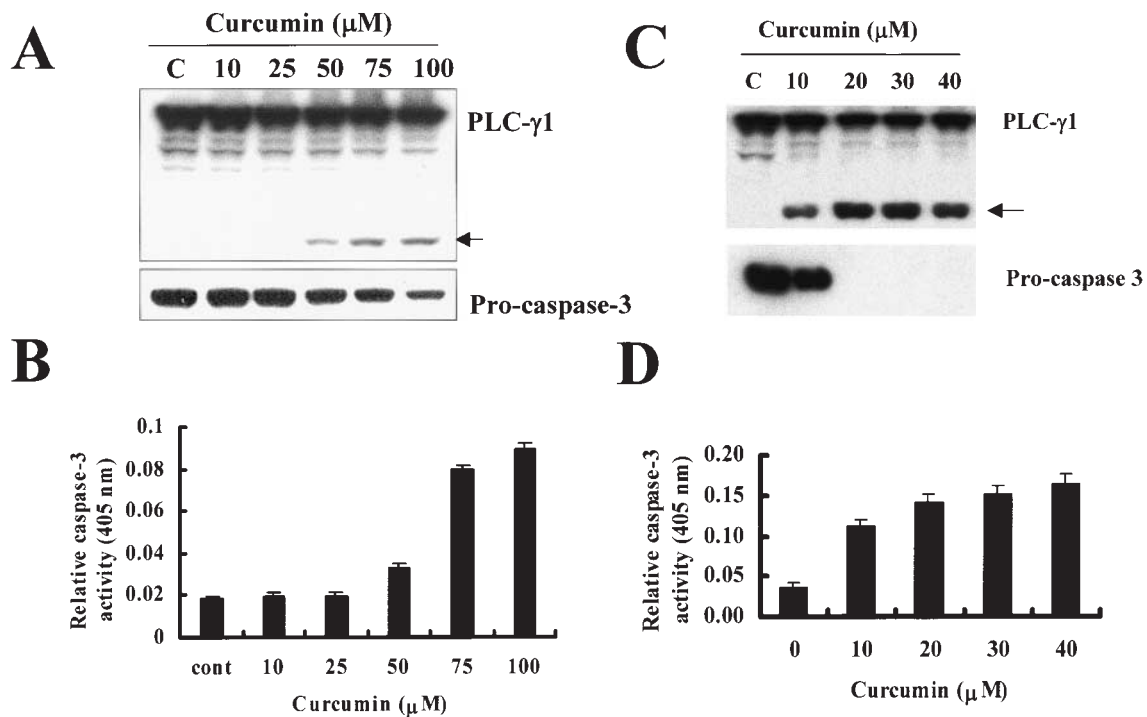 A
Curcumin (μM)
C 10 25 50 75 100
PLC-γ1
Pro-caspase-3
B
Relative caspase-3
activity (405 nm)
0.1
0.08
0.06
0.04
0.02
0
cont 10 25 50 75 100
Curcumin (μM)
C
Curcumin (μM)
C 10 20 30 40
PLC-γ1
Pro-caspase 3
D
Relative caspase-3
activity (405 nm)
0.20
0.15
0.10
0.05
0.00
0 10 20 30 40
Curcumin (μM)